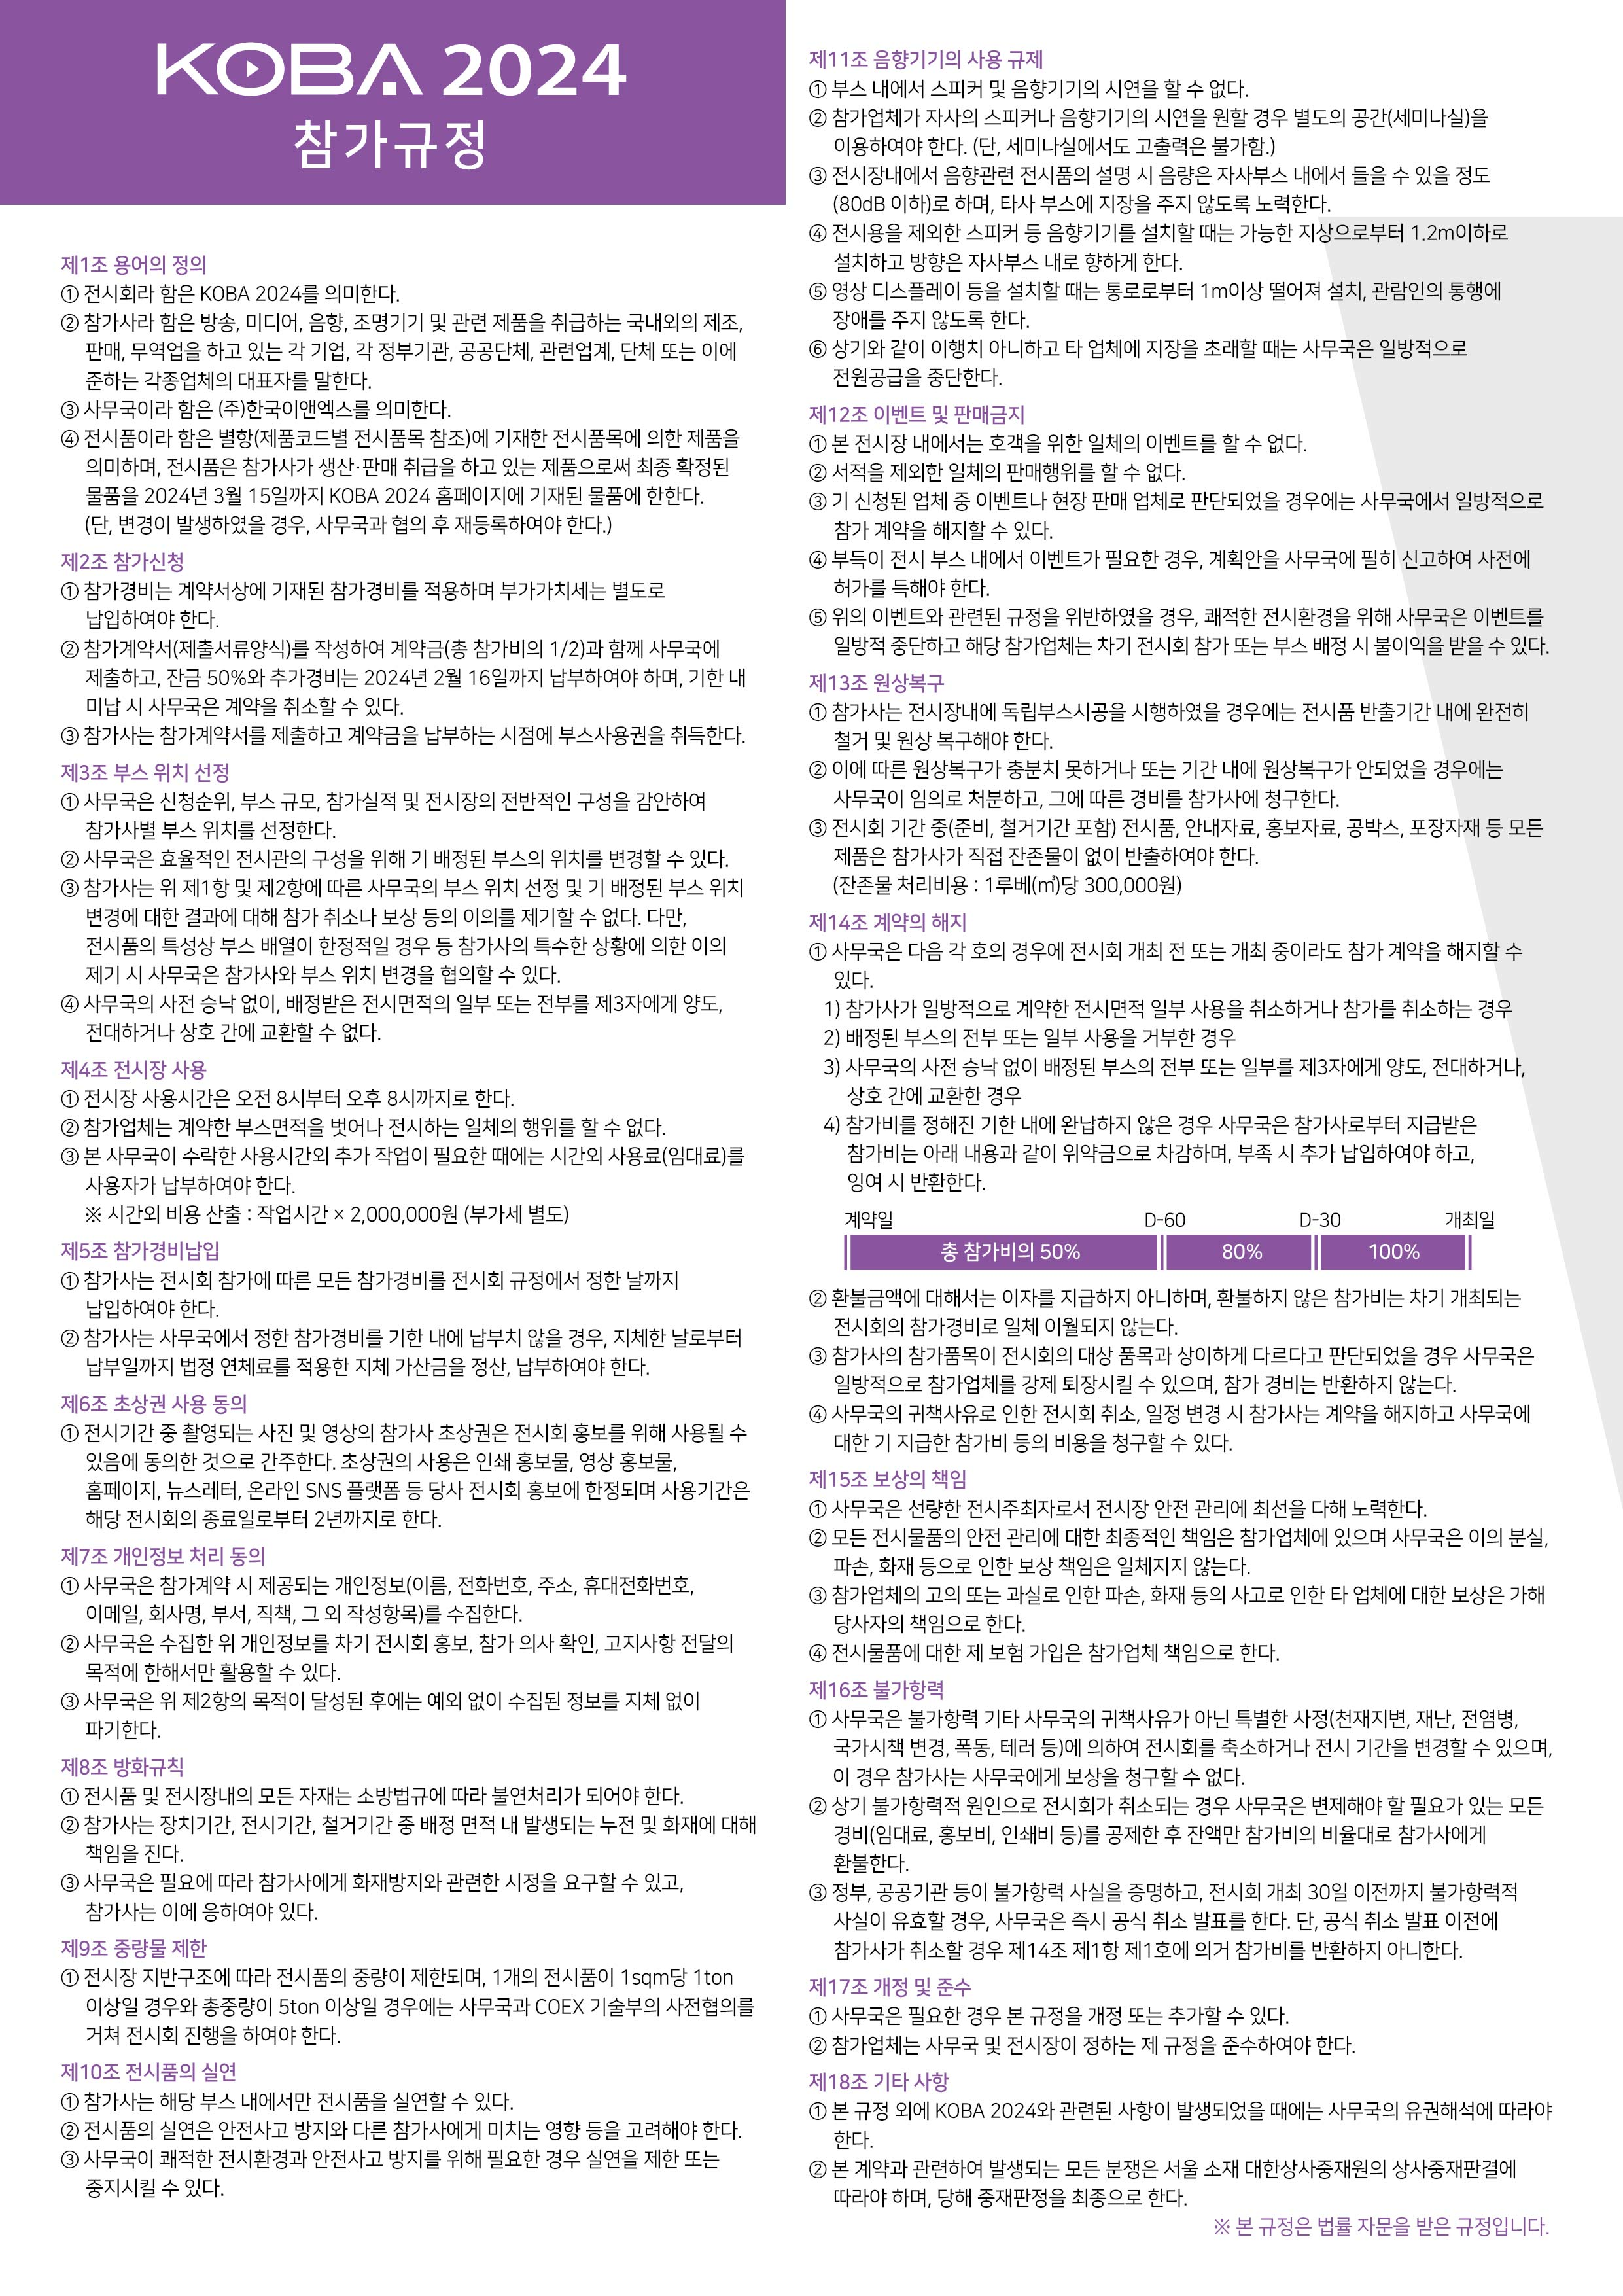 KOBA 2024
참가규정
제1조 용어의 정의
① 전시회라 함은 KOBA 2024를 의미한다.
② 참가사라 함은 방송, 미디어, 음향, 조명기기 및 관련 제품을 취급하는 국내외의 제조,
판매, 무역업을 하고 있는 각 기업, 각 정부기관, 공공단체, 관련업계, 단체 또는 이에
준하는 각종업체의 대표자를 말한다.
③ 사무국이라 함은 (주)한국이앤엑스를 의미한다.
④ 전시품이라 함은 별항(제품코드별 전시품목 참조)에 기재한 전시품목에 의한 제품을
의미하며, 전시품은 참가사가 생산·판매 취급을 하고 있는 제품으로써 최종 확정된
물품을 2024년 3월 15일까지 KOBA 2024 홈페이지에 기재된 물품에 한한다.
(단, 변경이 발생하였을 경우, 사무국과 협의 후 재등록하여야 한다.)
제2조 참가신청
① 참가경비는 계약서상에 기재된 참가경비를 적용하며 부가가치세는 별도로
납입하여야 한다.
② 참가계약서(제출서류양식)를 작성하여 계약금(총 참가비의 1/2)과 함께 사무국에
제출하고, 잔금 50%와 추가경비는 2024년 2월 16일까지 납부하여야 하며, 기한 내
미납 시 사무국은 계약을 취소할 수 있다.
③ 참가사는 참가계약서를 제출하고 계약금을 납부하는 시점에 부스사용권을 취득한다.
제3조 부스 위치 선정
① 사무국은 신청순위, 부스 규모, 참가실적 및 전시장의 전반적인 구성을 감안하여
참가사별 부스 위치를 선정한다.
② 사무국은 효율적인 전시관의 구성을 위해 기 배정된 부스의 위치를 변경할 수 있다.
③ 참가사는 위 제1항 및 제2항에 따른 사무국의 부스 위치 선정 및 기 배정된 부스 위치
변경에 대한 결과에 대해 참가 취소나 보상 등의 이의를 제기할 수 없다. 다만,
전시품의 특성상 부스 배열이 한정적일 경우 등 참가사의 특수한 상황에 의한 이의
제기 시 사무국은 참가사와 부스 위치 변경을 협의할 수 있다.
④ 사무국의 사전 승낙 없이, 배정받은 전시면적의 일부 또는 전부를 제3자에게 양도,
전대하거나 상호 간에 교환할 수 없다.
제4조 전시장 사용
① 전시장 사용시간은 오전 8시부터 오후 8시까지로 한다.
② 참가업체는 계약한 부스면적을 벗어나 전시하는 일체의 행위를 할 수 없다.
③ 본 사무국이 수락한 사용시간외 추가 작업이 필요한 때에는 시간외 사용료(임대료)를
사용자가 납부하여야 한다.
※ 시간외 비용 산출 : 작업시간 × 2,000,000원 (부가세 별도)
제5조 참가경비납입
① 참가사는 전시회 참가에 따른 모든 참가경비를 전시회 규정에서 정한 날까지
납입하여야 한다.
② 참가사는 사무국에서 정한 참가경비를 기한 내에 납부치 않을 경우, 지체한 날로부터
납부일까지 법정 연체료를 적용한 지체 가산금을 정산, 납부하여야 한다.
제6조 초상권 사용 동의
① 전시기간 중 촬영되는 사진 및 영상의 참가사 초상권은 전시회 홍보를 위해 사용될 수
있음에 동의한 것으로 간주한다. 초상권의 사용은 인쇄 홍보물, 영상 홍보물,
홈페이지, 뉴스레터, 온라인 SNS 플랫폼 등 당사 전시회 홍보에 한정되며 사용기간은
해당 전시회의 종료일로부터 2년까지로 한다.
제7조 개인정보 처리 동의
① 사무국은 참가계약 시 제공되는 개인정보(이름, 전화번호, 주소, 휴대전화번호,
이메일, 회사명, 부서, 직책, 그 외 작성항목)를 수집한다.
② 사무국은 수집한 위 개인정보를 차기 전시회 홍보, 참가 의사 확인, 고지사항 전달의
목적에 한해서만 활용할 수 있다.
③ 사무국은 위 제2항의 목적이 달성된 후에는 예외 없이 수집된 정보를 지체 없이
파기한다.
제8조 방화규칙
① 전시품 및 전시장내의 모든 자재는 소방법규에 따라 불연처리가 되어야 한다.
② 참가사는 장치기간, 전시기간, 철거기간 중 배정 면적 내 발생되는 누전 및 화재에 대해
책임을 진다.
③ 사무국은 필요에 따라 참가사에게 화재방지와 관련한 시정을 요구할 수 있고,
참가사는 이에 응하여야 있다.
제9조 중량물 제한
① 전시장 지반구조에 따라 전시품의 중량이 제한되며, 1개의 전시품이 1sqm당 1ton
이상일 경우와 총중량이 5ton 이상일 경우에는 사무국과 COEX 기술부의 사전협의를
거쳐 전시회 진행을 하여야 한다.
제10조 전시품의 실연
① 참가사는 해당 부스 내에서만 전시품을 실연할 수 있다.
② 전시품의 실연은 안전사고 방지와 다른 참가사에게 미치는 영향 등을 고려해야 한다.
③ 사무국이 쾌적한 전시환경과 안전사고 방지를 위해 필요한 경우 실연을 제한 또는
중지시킬 수 있다.
제11조 음향기기의 사용 규제
① 부스 내에서 스피커 및 음향기기의 시연을 할 수 없다.
② 참가업체가 자사의 스피커나 음향기기의 시연을 원할 경우 별도의 공간(세미나실)을
이용하여야 한다. (단, 세미나실에서도 고출력은 불가함.)
③ 전시장내에서 음향관련 전시품의 설명 시 음량은 자사부스 내에서 들을 수 있을 정도
(80dB 이하)로 하며, 타사 부스에 지장을 주지 않도록 노력한다.
④ 전시용을 제외한 스피커 등 음향기기를 설치할 때는 가능한 지상으로부터 1.2m이하로
설치하고 방향은 자사부스 내로 향하게 한다.
⑤ 영상 디스플레이 등을 설치할 때는 통로로부터 1m이상 떨어져 설치, 관람인의 통행에
장애를 주지 않도록 한다.
⑥ 상기와 같이 이행치 아니하고 타 업체에 지장을 초래할 때는 사무국은 일방적으로
전원공급을 중단한다.
제12조 이벤트 및 판매금지
① 본 전시장 내에서는 호객을 위한 일체의 이벤트를 할 수 없다.
② 서적을 제외한 일체의 판매행위를 할 수 없다.
③ 기 신청된 업체 중 이벤트나 현장 판매 업체로 판단되었을 경우에는 사무국에서 일방적으로
참가 계약을 해지할 수 있다.
④ 부득이 전시 부스 내에서 이벤트가 필요한 경우, 계획안을 사무국에 필히 신고하여 사전에
허가를 득해야 한다.
⑤ 위의 이벤트와 관련된 규정을 위반하였을 경우, 쾌적한 전시환경을 위해 사무국은 이벤트를
일방적 중단하고 해당 참가업체는 차기 전시회 참가 또는 부스 배정 시 불이익을 받을 수 있다.
제13조 원상복구
① 참가사는 전시장내에 독립부스시공을 시행하였을 경우에는 전시품 반출기간 내에 완전히
철거 및 원상 복구해야 한다.
② 이에 따른 원상복구가 충분치 못하거나 또는 기간 내에 원상복구가 안되었을 경우에는
사무국이 임의로 처분하고, 그에 따른 경비를 참가사에 청구한다.
③ 전시회 기간 중(준비, 철거기간 포함) 전시품, 안내자료, 홍보자료, 공박스, 포장자재 등 모든
제품은 참가사가 직접 잔존물이 없이 반출하여야 한다.
(잔존물 처리비용 : 1루베(㎥)당 300,000원)
제14조 계약의 해지
① 사무국은 다음 각 호의 경우에 전시회 개최 전 또는 개최 중이라도 참가 계약을 해지할 수
있다.
1) 참가사가 일방적으로 계약한 전시면적 일부 사용을 취소하거나 참가를 취소하는 경우
2) 배정된 부스의 전부 또는 일부 사용을 거부한 경우
3) 사무국의 사전 승낙 없이 배정된 부스의 전부 또는 일부를 제3자에게 양도, 전대하거나,
상호 간에 교환한 경우
4) 참가비를 정해진 기한 내에 완납하지 않은 경우 사무국은 참가사로부터 지급받은
참가비는 아래 내용과 같이 위약금으로 차감하며, 부족 시 추가 납입하여야 하고,
잉여 시 반환한다.
계약일 D-60 D-30 개최일
총 참가비의 50% 80% 100%
② 환불금액에 대해서는 이자를 지급하지 아니하며, 환불하지 않은 참가비는 차기 개최되는
전시회의 참가경비로 일체 이월되지 않는다.
③ 참가사의 참가품목이 전시회의 대상 품목과 상이하게 다르다고 판단되었을 경우 사무국은
일방적으로 참가업체를 강제 퇴장시킬 수 있으며, 참가 경비는 반환하지 않는다.
④ 사무국의 귀책사유로 인한 전시회 취소, 일정 변경 시 참가사는 계약을 해지하고 사무국에
대한 기 지급한 참가비 등의 비용을 청구할 수 있다.
제15조 보상의 책임
① 사무국은 선량한 전시주최자로서 전시장 안전 관리에 최선을 다해 노력한다.
② 모든 전시물품의 안전 관리에 대한 최종적인 책임은 참가업체에 있으며 사무국은 이의 분실,
파손, 화재 등으로 인한 보상 책임은 일체지지 않는다.
③ 참가업체의 고의 또는 과실로 인한 파손, 화재 등의 사고로 인한 타 업체에 대한 보상은 가해
당사자의 책임으로 한다.
④ 전시물품에 대한 제 보험 가입은 참가업체 책임으로 한다.
제16조 불가항력
① 사무국은 불가항력 기타 사무국의 귀책사유가 아닌 특별한 사정(천재지변, 재난, 전염병,
국가시책 변경, 폭동, 테러 등)에 의하여 전시회를 축소하거나 전시 기간을 변경할 수 있으며,
이 경우 참가사는 사무국에게 보상을 청구할 수 없다.
② 상기 불가항력적 원인으로 전시회가 취소되는 경우 사무국은 변제해야 할 필요가 있는 모든
경비(임대료, 홍보비, 인쇄비 등)를 공제한 후 잔액만 참가비의 비율대로 참가사에게
환불한다.
③ 정부, 공공기관 등이 불가항력 사실을 증명하고, 전시회 개최 30일 이전까지 불가항력적
사실이 유효할 경우, 사무국은 즉시 공식 취소 발표를 한다. 단, 공식 취소 발표 이전에
참가사가 취소할 경우 제14조 제1항 제1호에 의거 참가비를 반환하지 아니한다.
제17조 개정 및 준수
① 사무국은 필요한 경우 본 규정을 개정 또는 추가할 수 있다.
② 참가업체는 사무국 및 전시장이 정하는 제 규정을 준수하여야 한다.
제18조 기타 사항
① 본 규정 외에 KOBA 2024와 관련된 사항이 발생되었을 때에는 사무국의 유권해석에 따라야
한다.
② 본 계약과 관련하여 발생되는 모든 분쟁은 서울 소재 대한상사중재원의 상사중재판결에
따라야 하며, 당해 중재판정을 최종으로 한다.
※ 본 규정은 법률 자문을 받은 규정입니다.